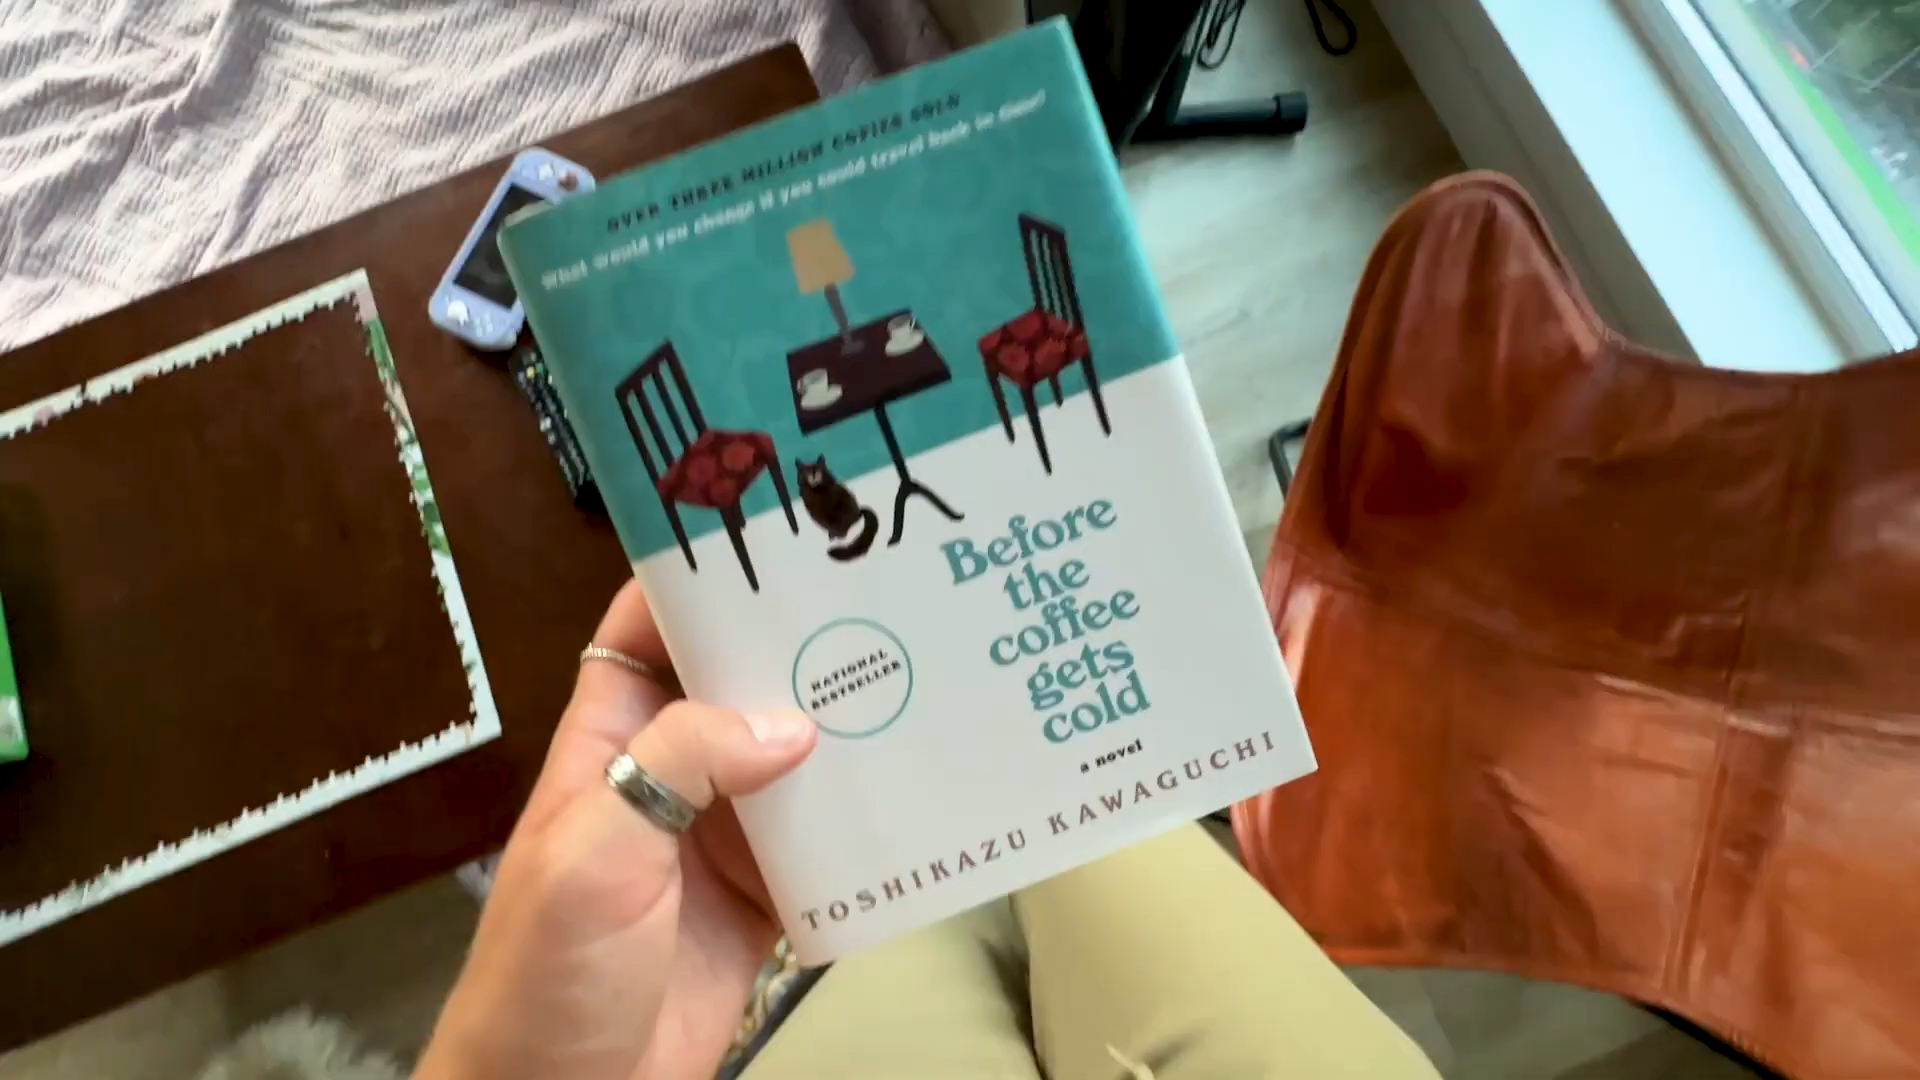 OVER THREE MILLION COPIES SOLD
What would you change if you could travel back in time?
Before
the
coffee
gets
cold
NATIONAL
BESTSELLER
a novel
TOSHIKAZU KAWAGUCHI